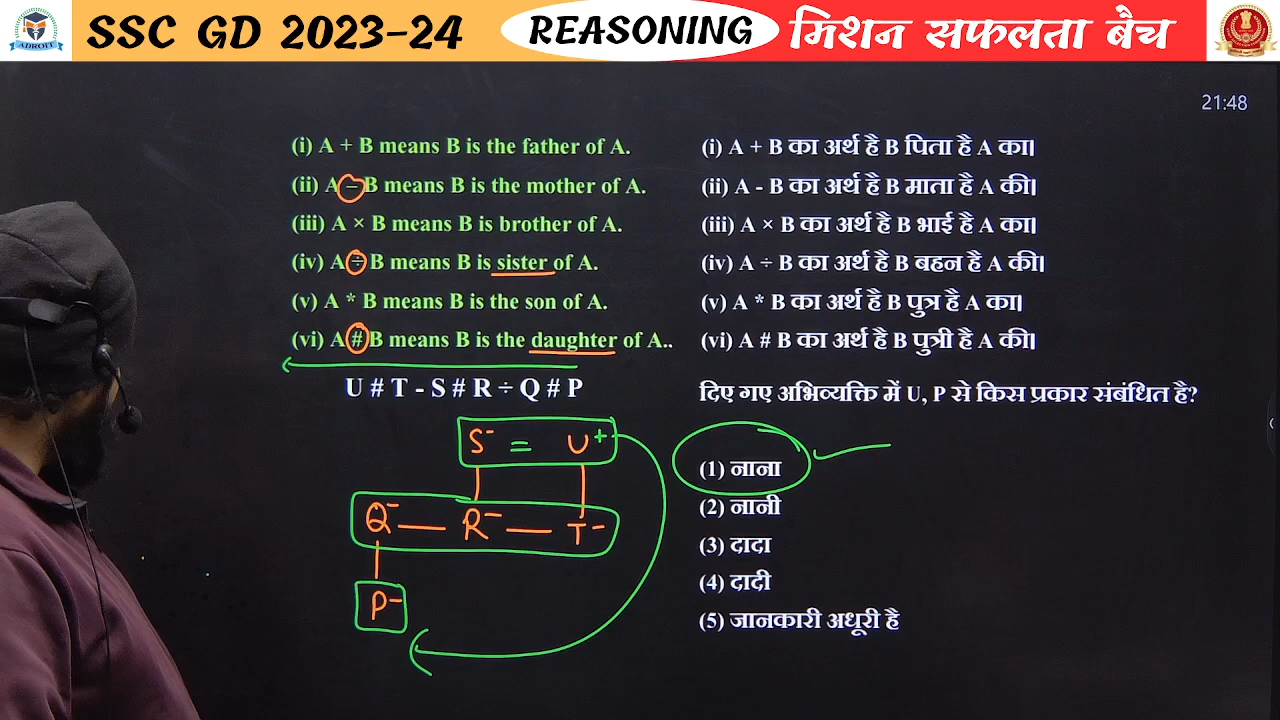 ADROIT
SSC GD 2023-24
REASONING
मिशन सफलता बैच
21:48
(i) A + B means B is the father of A.
(ii) A – B means B is the mother of A.
(iii) A × B means B is brother of A.
(iv) A ÷ B means B is sister of A.
(v) A * B means B is the son of A.
(vi) A # B means B is the daughter of A..
U # T - S # R ÷ Q # P
(i) A + B का अर्थ है B पिता है A का।
(ii) A - B का अर्थ है B माता है A की।
(iii) A × B का अर्थ है B भाई है A का।
(iv) A ÷ B का अर्थ है B बहन है A की।
(v) A * B का अर्थ है B पुत्र है A का।
(vi) A # B का अर्थ है B पुत्री है A की।
दिए गए अभिव्यक्ति में U, P से किस प्रकार संबंधित है?
(1) नाना
(2) नानी
(3) दादा
(4) दादी
(5) जानकारी अधूरी है
S- = U+
Q- — R- — T-
P-